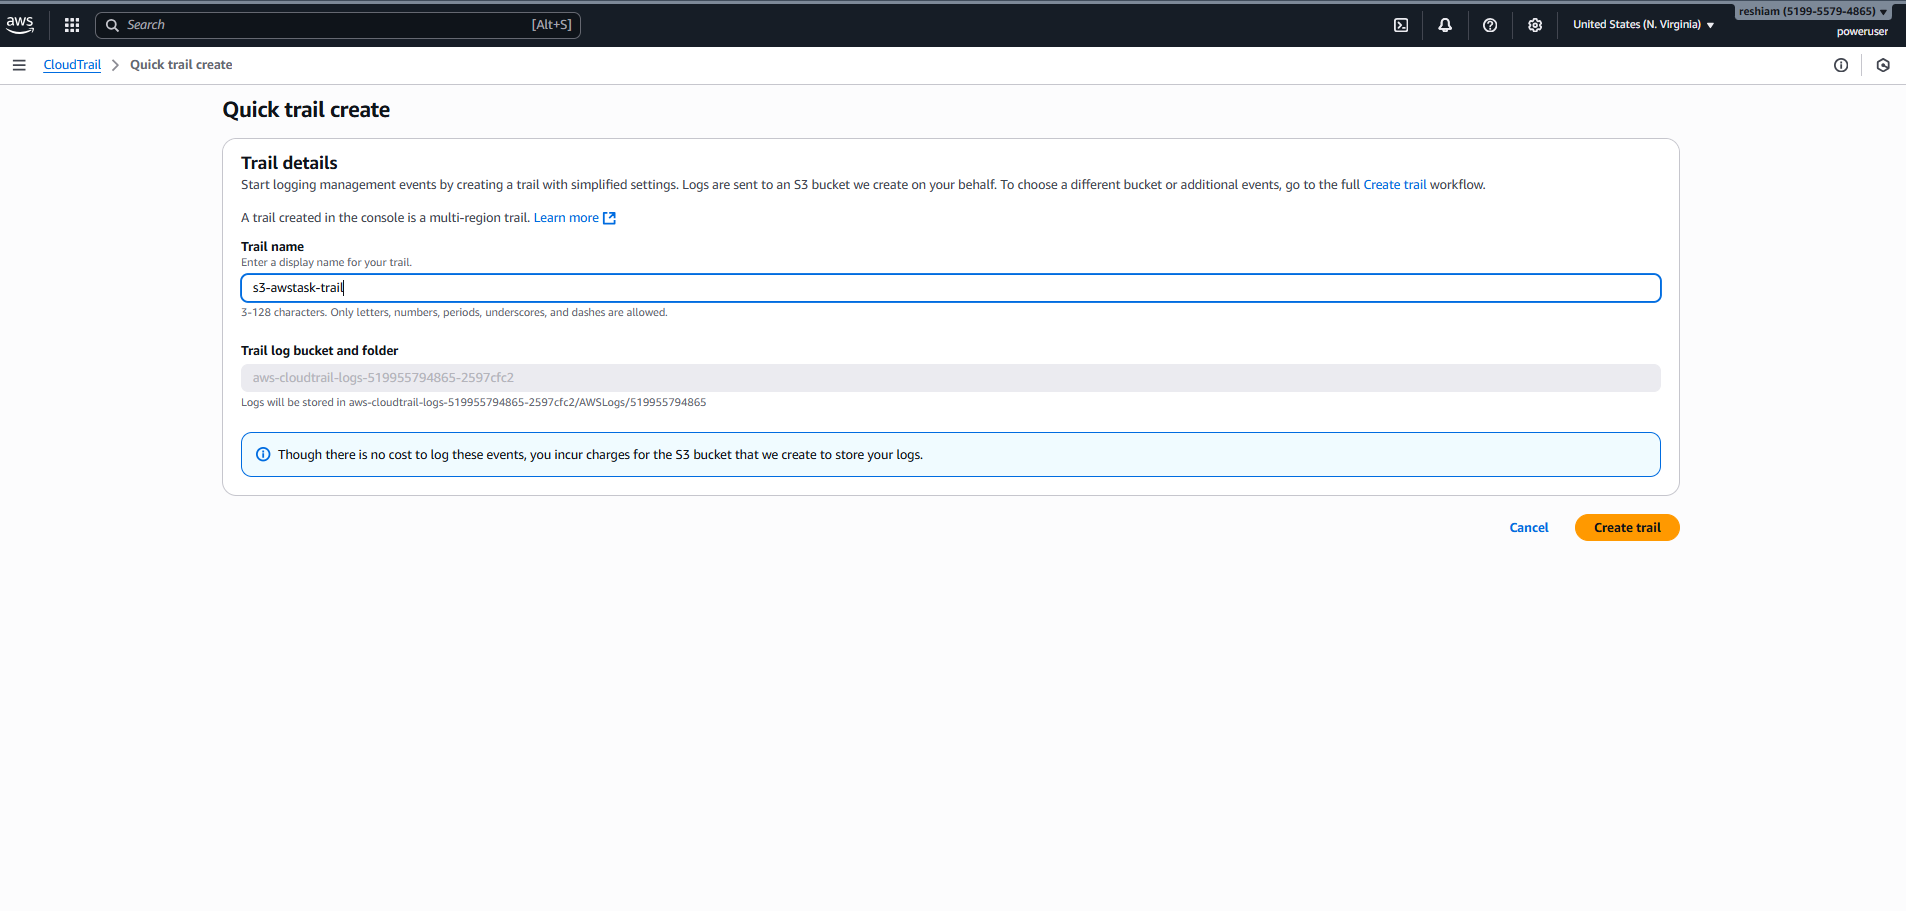 aws
Search [Alt+S]
United States (N. Virginia)
reshiam (5199-5579-4865)
poweruser
CloudTrail > Quick trail create
Quick trail create
Trail details
Start logging management events by creating a trail with simplified settings. Logs are sent to an S3 bucket we create on your behalf. To choose a different bucket or additional events, go to the full Create trail workflow.
A trail created in the console is a multi-region trail. Learn more
Trail name
Enter a display name for your trail.
s3-awstask-trail
3-128 characters. Only letters, numbers, periods, underscores, and dashes are allowed.
Trail log bucket and folder
aws-cloudtrail-logs-519955794865-2597cfc2
Logs will be stored in aws-cloudtrail-logs-519955794865-2597cfc2/AWSLogs/519955794865
Though there is no cost to log these events, you incur charges for the S3 bucket that we create to store your logs.
Cancel
Create trail